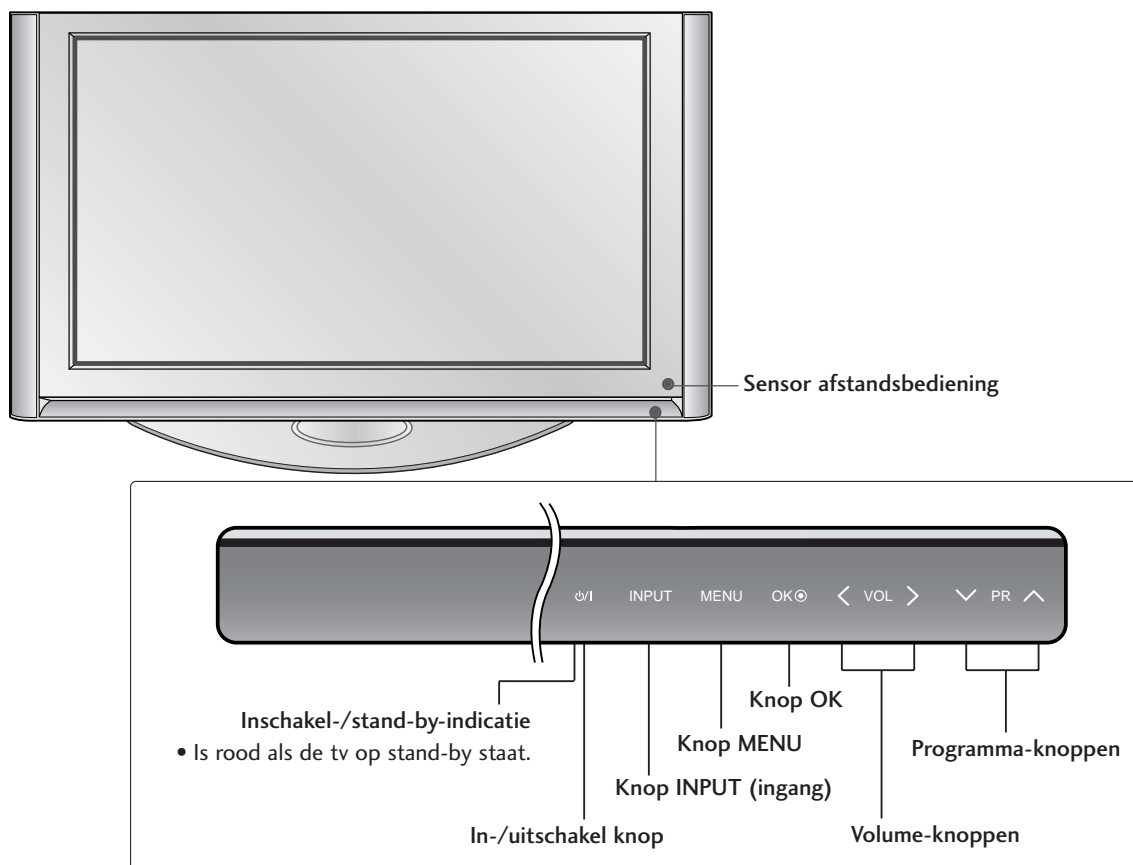 Sensor afstandsbediening
⏻/I INPUT MENU OK VOL PR
Knop OK
Inschakel-/stand-by-indicatie
Knop MENU
Programma-knoppen
• Is rood als de tv op stand-by staat.
Knop INPUT (ingang)
In-/uitschakel knop
Volume-knoppen